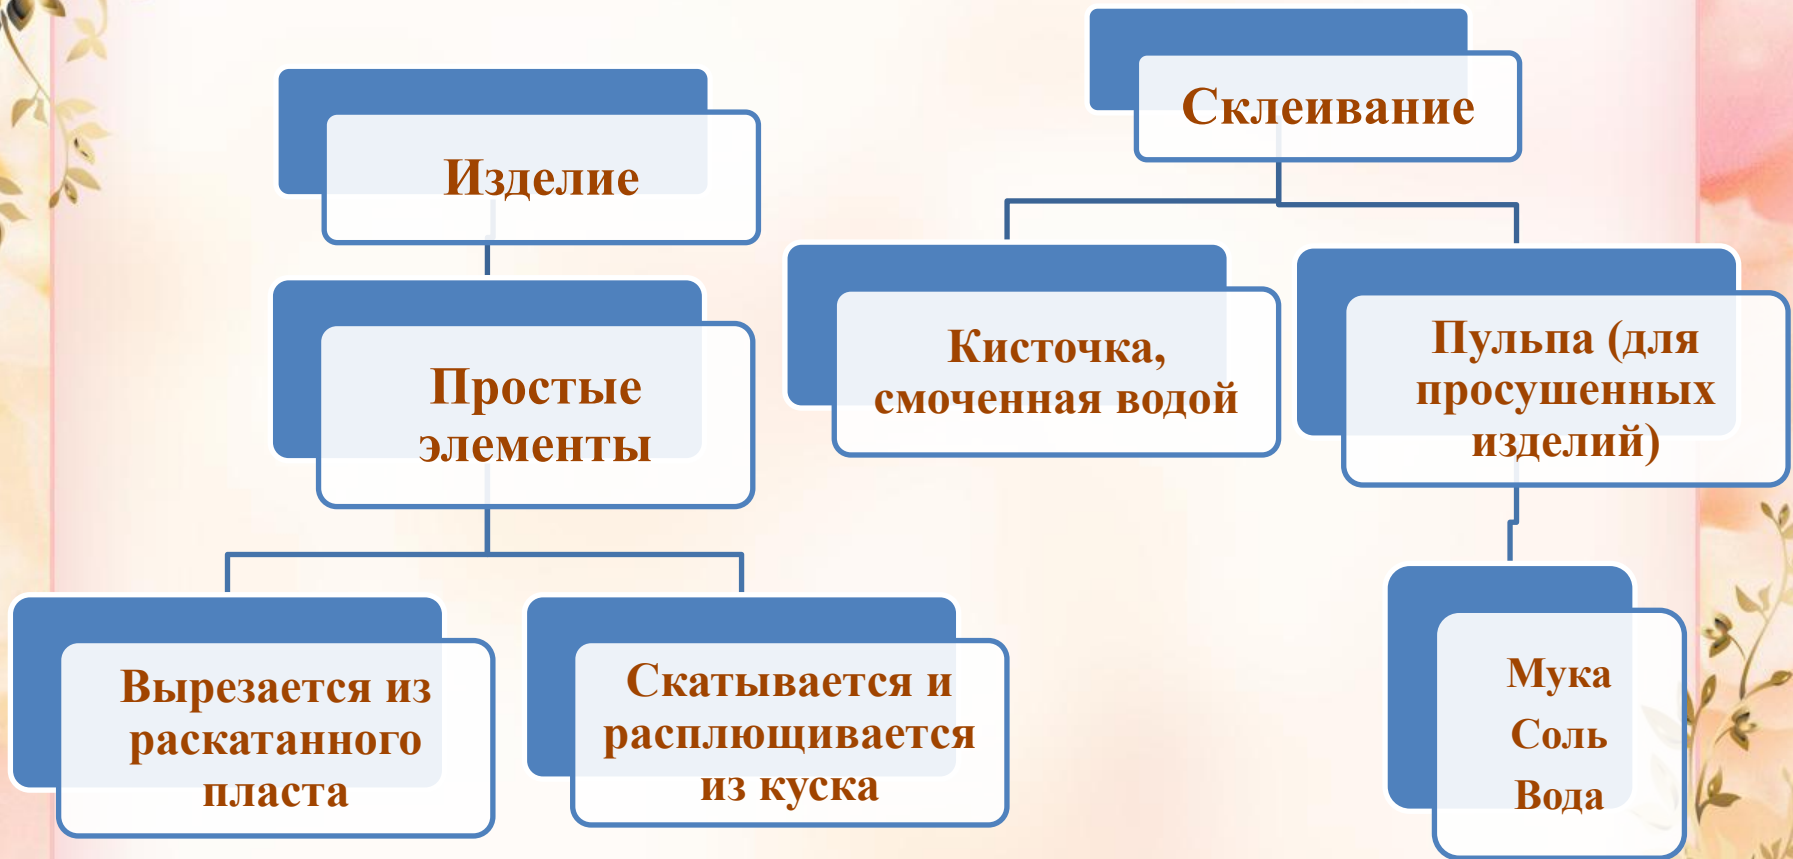 Изделие
Простые
элементы
Вырезается из
раскатанного
пласта
Скатывается и
расплющивается
из куска
Склеивание
Кисточка,
смоченная водой
Пульпа (для
просушенных
изделий)
Мука
Соль
Вода